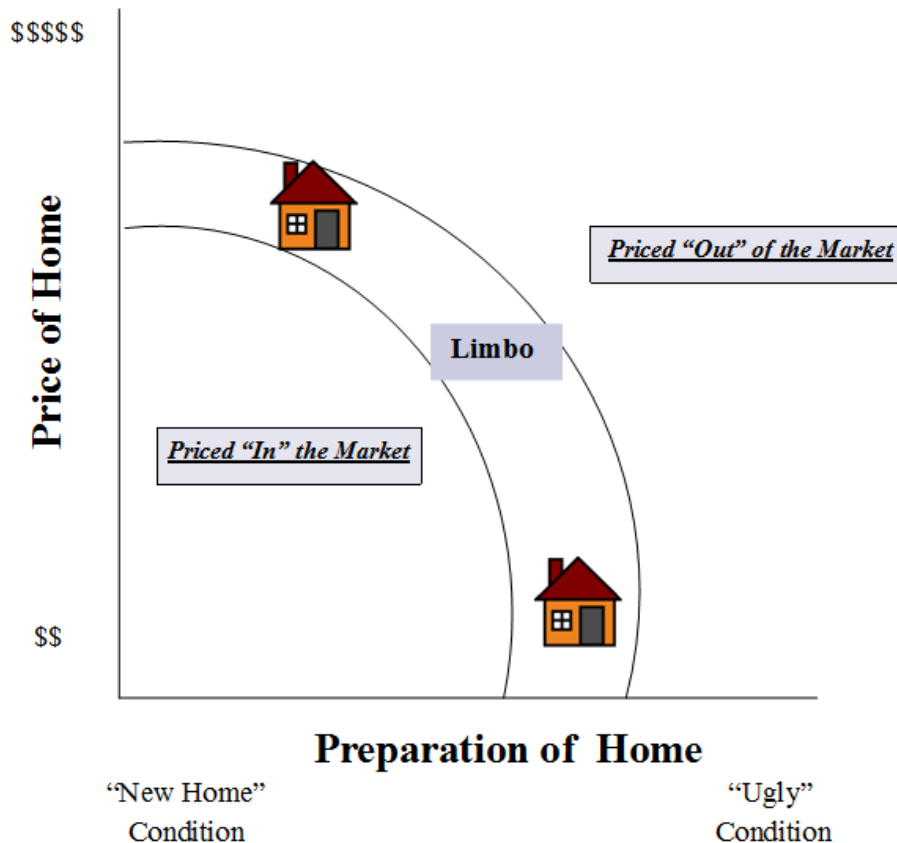 $$$$$
Price of Home
Priced “Out” of the Market
Limbo
Priced “In” the Market
$$
Preparation of Home
“New Home”
Condition
“Ugly”
Condition